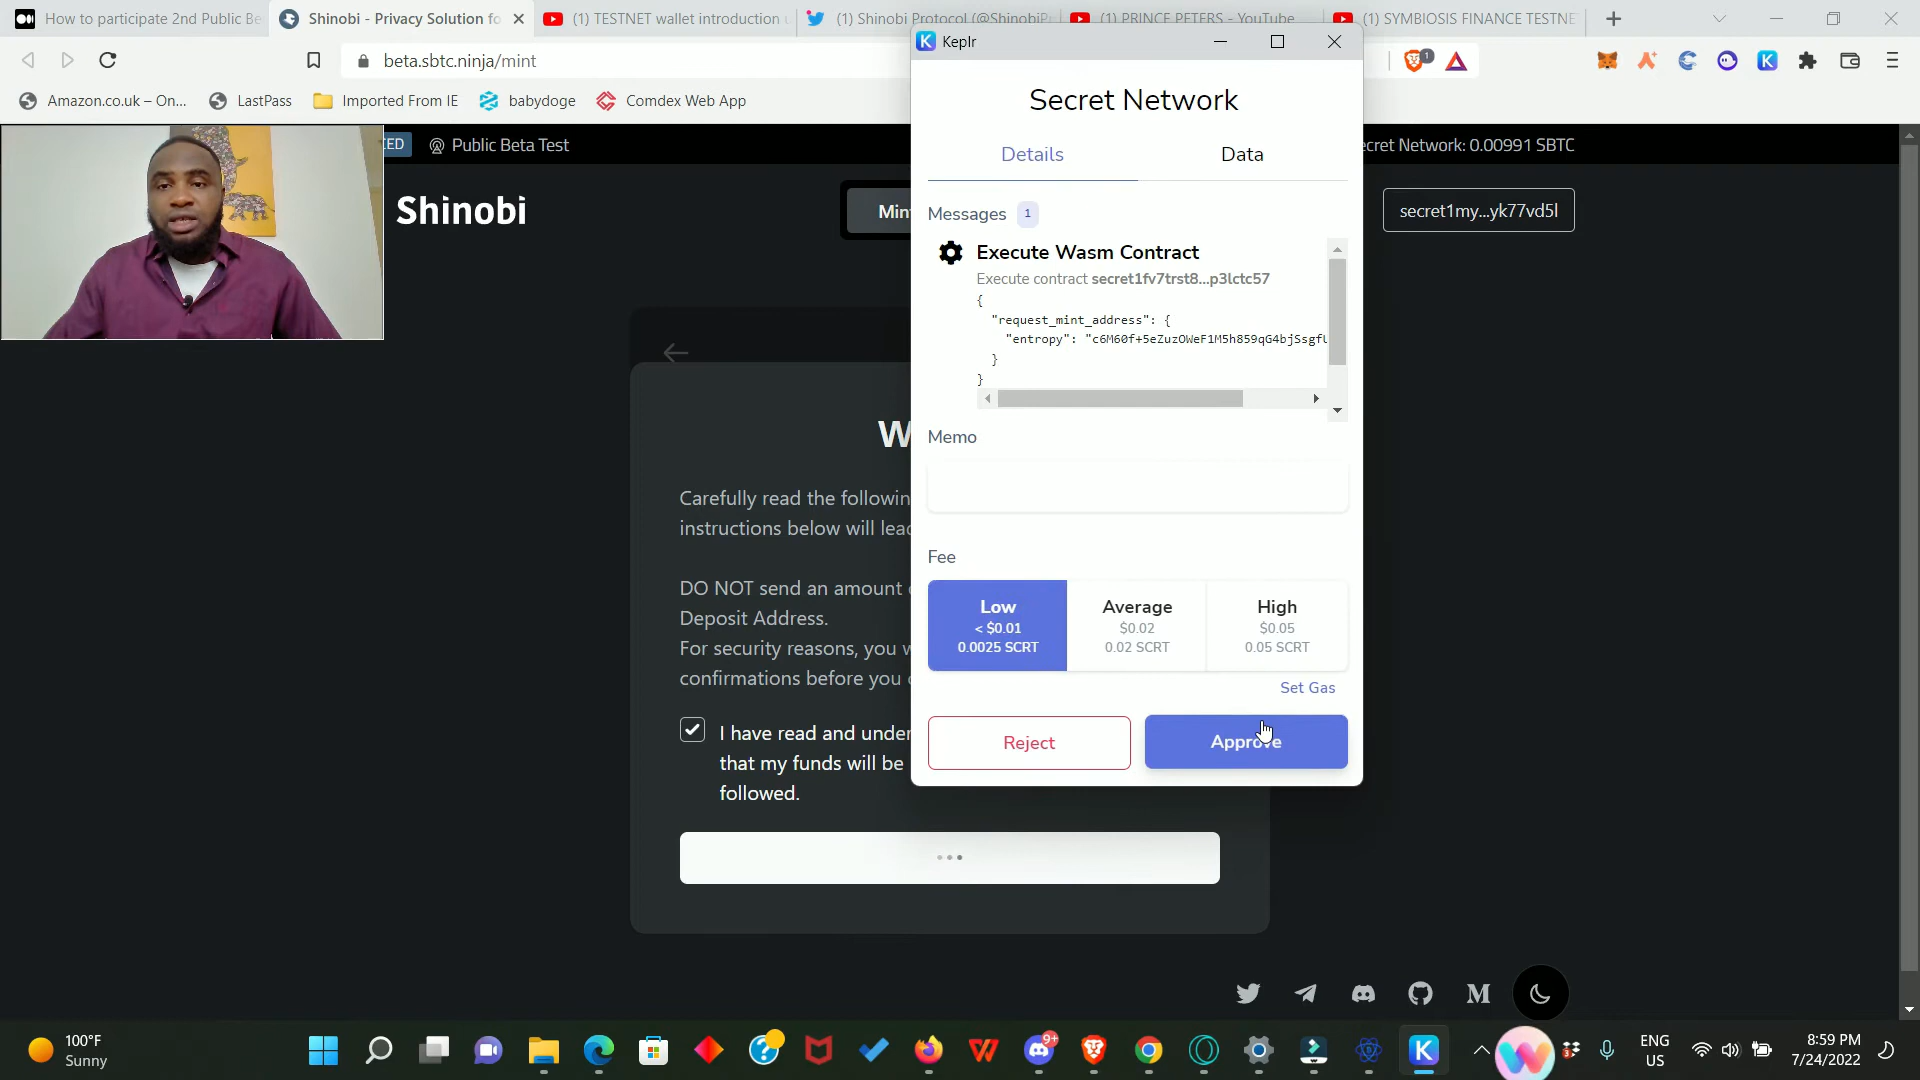 How to participate 2nd Public Be
Shinobi - Privacy Solution fo
(1) TESTNET wallet introduction
(1) Shinobi Protocol (@ShinobiP
(1) PRINCE PETERS - YouTube
(1) SYMBIOSIS FINANCE TESTNE
beta.sbtc.ninja/mint
1
Amazon.co.uk – On...
LastPass
Imported From IE
babydoge
Comdex Web App
Keplr
Secret Network
Details
Data
Messages 1
Execute Wasm Contract
Execute contract secret1fv7trst8...p3lctc57
{
"request_mint_address": {
"entropy":
}
}
Memo
Fee
Low
< $0.01
0.0025 SCRT
Average
$0.02
0.02 SCRT
High
$0.05
0.05 SCRT
Set Gas
Reject
Approve
ED
Public Beta Test
cret Network: 0.00991 SBTC
Shinobi
Min
secret1my...yk77vd5l
W
Carefully read the followin
instructions below will lead
DO NOT send an amount
Deposit Address.
For security reasons, you w
confirmations before you
I have read and under
that my funds will be
followed.
100°F
Sunny
9+
ENG
US
8:59 PM
7/24/2022